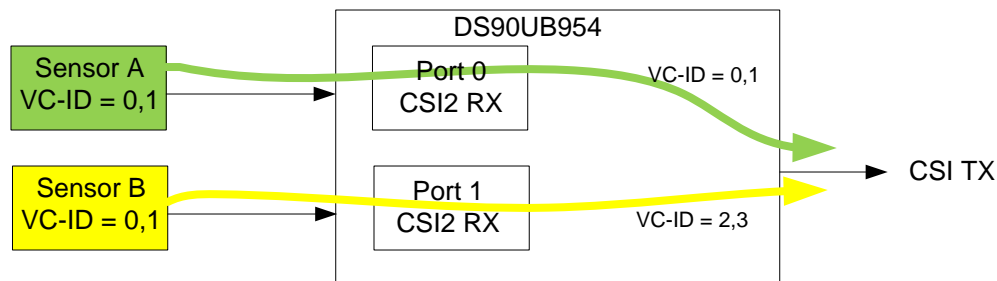 DS90UB954
Sensor A
VC-ID = 0,1
Port 0
CSI2 RX
VC-ID = 0,1
Sensor B
VC-ID = 0,1
Port 1
CSI2 RX
VC-ID = 2,3
CSI TX